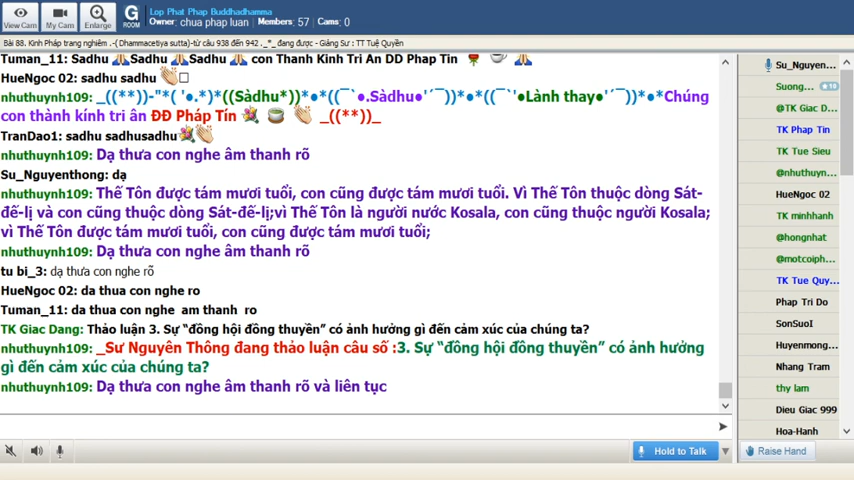 Lop Phat Phap Buddhadhamma
Owner: chua phap luan  Members: 57  Cams: 0
View Cam  My Cam  Enlarge  G ROOM
Bài 88. Kinh Pháp trang nghiêm .-( Dhammacetiya sutta)-từ câu 938 đến 942 ._*_ đang được - Giảng Sư : TT Tuệ Quyền
Tuman_11: Sadhu 🙏Sadhu 🙏Sadhu 🙏 con Thanh Kinh Tri An DD Phap Tin 🌹 ☕ 🙏
HueNgoc 02: sadhu sadhu 👏□
nhuthuynh109: _((**))-"*( '●.*)*((Sàdhu*))*●*((¯`●.Sàdhu●'´¯))*●*((¯`'●Lành thay●'´¯))*●*Chúng
con thành kính tri ân ĐĐ Pháp Tín 💐 🍵 👏 _((**))_
TranDao1: sadhu sadhusadhu💐👏
nhuthuynh109: Dạ thưa con nghe âm thanh rõ
Su_Nguyenthong: dạ
nhuthuynh109: Thế Tôn được tám mươi tuổi, con cũng được tám mươi tuổi. Vì Thế Tôn thuộc dòng Sát-
đế-lị và con cũng thuộc dòng Sát-đế-lị;vì Thế Tôn là người nước Kosala, con cũng thuộc người Kosala;
vì Thế Tôn được tám mươi tuổi, con cũng được tám mươi tuổi;
nhuthuynh109: Dạ thưa con nghe âm thanh rõ
tu bi_3: dạ thưa con nghe rõ
HueNgoc 02: da thua con nghe ro
Tuman_11: da thua con nghe  am thanh  ro
TK Giac Dang: Thảo luận 3. Sự “đồng hội đồng thuyền” có ảnh hưởng gì đến cảm xúc của chúng ta?
nhuthuynh109: _Sư Nguyên Thông đang thảo luận câu số :3. Sự “đồng hội đồng thuyền” có ảnh hưởng
gì đến cảm xúc của chúng ta?
nhuthuynh109: Dạ thưa con nghe âm thanh rõ và liên tục
Su_Nguyen...
Suong...  18
@TK Giac D...
TK Phap Tin
TK Tue Sieu
@nhuthuyn...
HueNgoc 02
TK minhhanh
@hongnhat
@motcoiph...
TK Tue Quy...
Phap Tri Do
SonSuoI
Huyenmong...
Nhang Tram
thy lam
Dieu Giac 999
Hoa-Hanh
Hold to Talk  Raise Hand